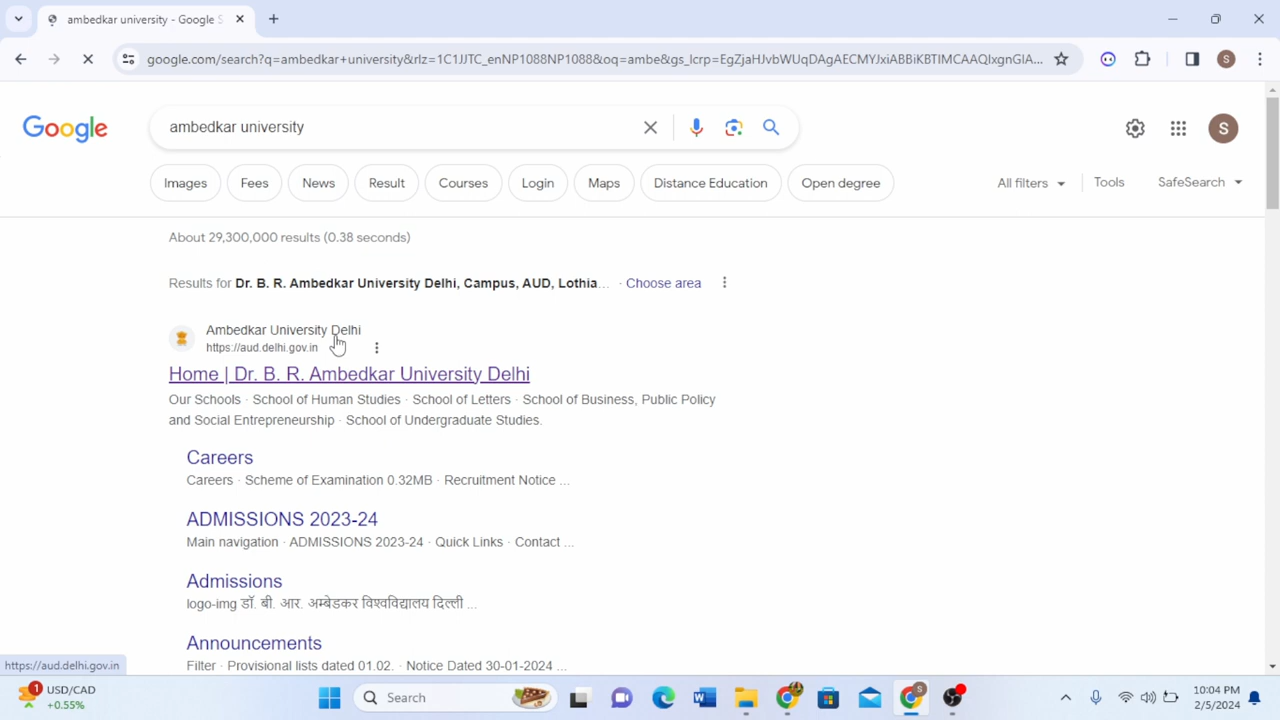 ambedkar university - Google S
google.com/search?q=ambedkar+university&rlz=1C1JJTC_enNP1088NP1088&oq=ambe&gs_lcrp=EgZjaHJvbWUqDAgAECMYJxiABBiKBTIMCAAQIxgnGIA...
S
Google
ambedkar university
S
Images
Fees
News
Result
Courses
Login
Maps
Distance Education
Open degree
All filters
Tools
SafeSearch
About 29,300,000 results (0.38 seconds)
Results for Dr. B. R. Ambedkar University Delhi, Campus, AUD, Lothia... · Choose area
Ambedkar University Delhi
https://aud.delhi.gov.in
Home | Dr. B. R. Ambedkar University Delhi
Our Schools · School of Human Studies · School of Letters · School of Business, Public Policy
and Social Entrepreneurship · School of Undergraduate Studies.
Careers
Careers · Scheme of Examination 0.32MB · Recruitment Notice ...
ADMISSIONS 2023-24
Main navigation · ADMISSIONS 2023-24 · Quick Links · Contact ...
Admissions
logo-img डॉ. बी. आर. अम्बेडकर विश्वविद्यालय दिल्ली ...
Announcements
Filter · Provisional lists dated 01.02. · Notice Dated 30-01-2024 ...
https://aud.delhi.gov.in
1
USD/CAD
+0.55%
Search
S
10:04 PM
2/5/2024